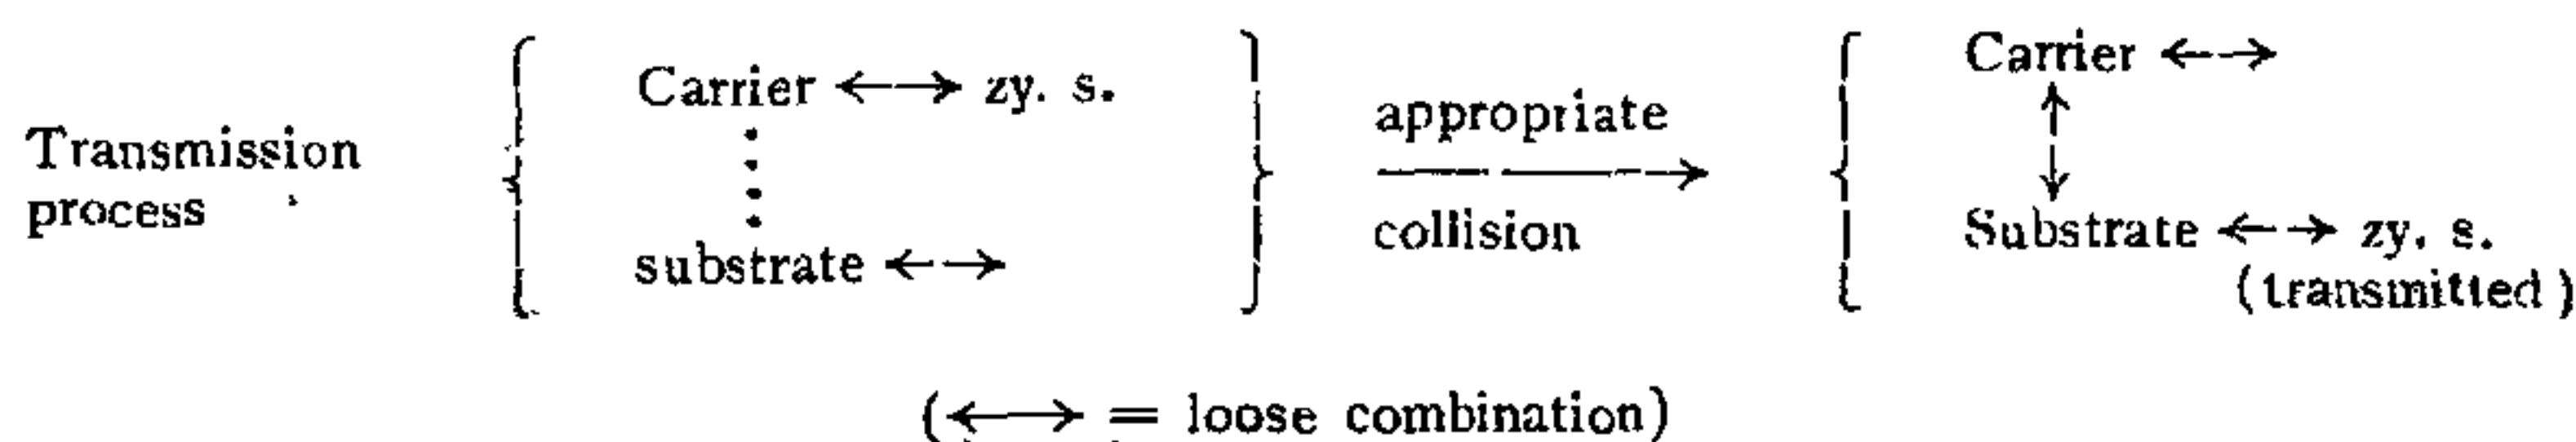 Transmission process
Carrier ←→ zy. s.
substrate ←→
appropriate
collision
Carrier ←→
Substrate ←→ zy. s.
(transmitted)
(←→ = loose combination)